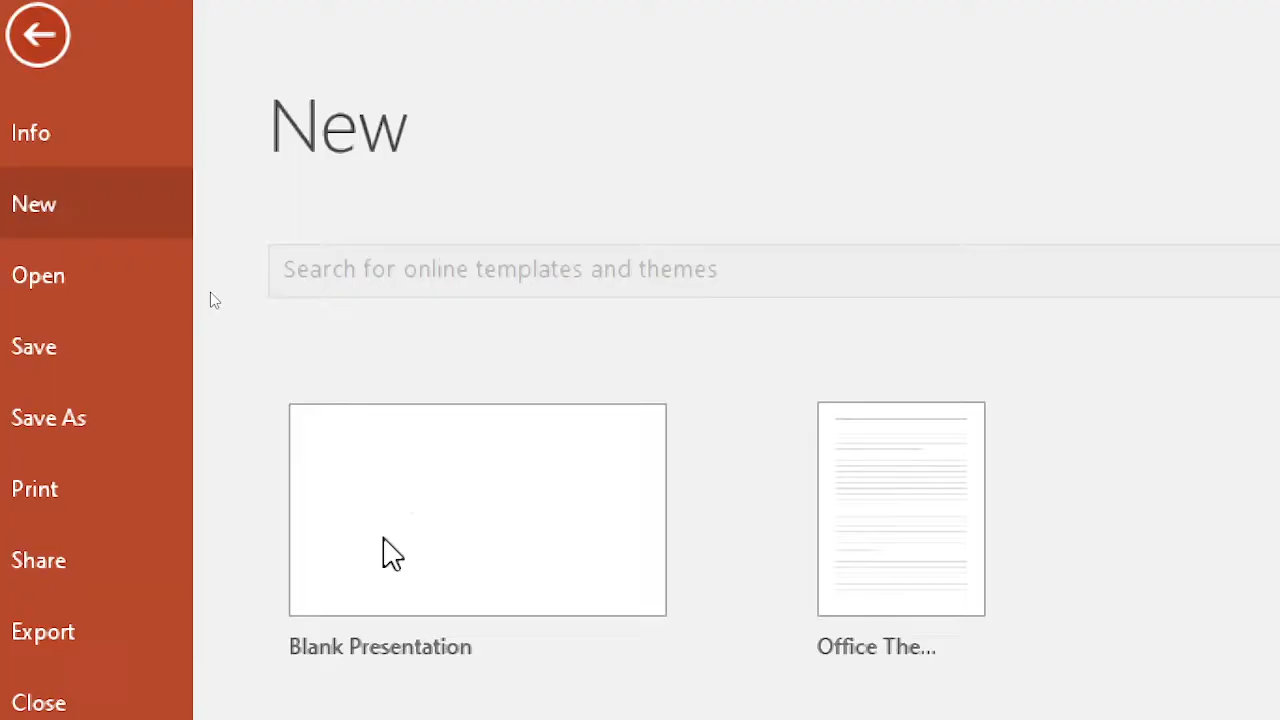 New
Search for online templates and themes
Info
New
Open
Save
Save As
Print
Share
Export
Close
Blank Presentation
Office The...